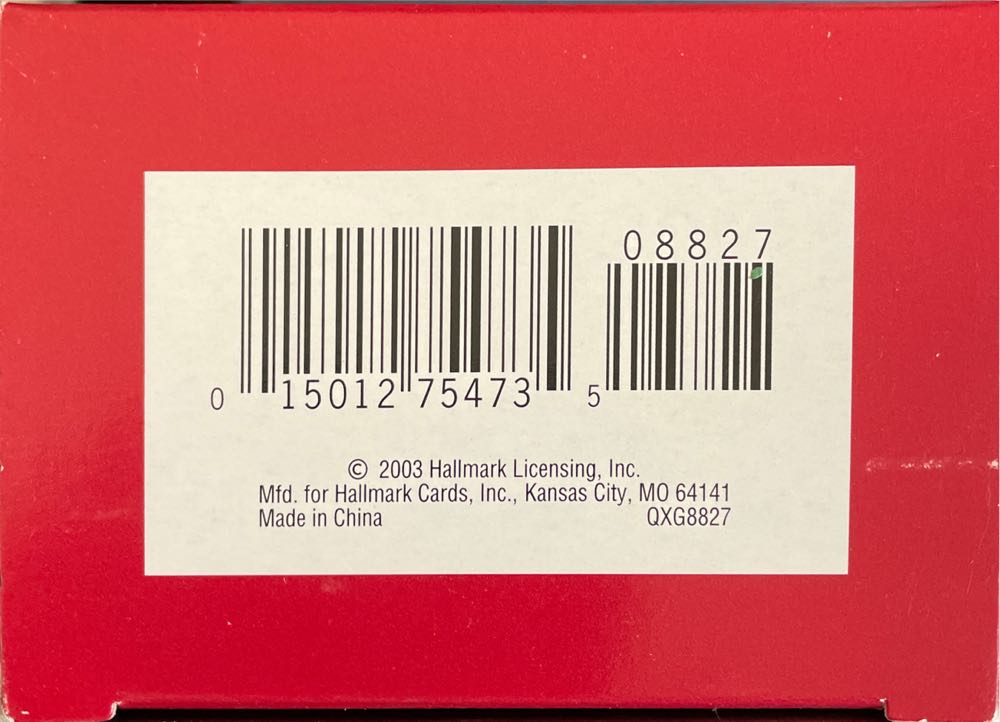 08827
0 15012 75473 5
© 2003 Hallmark Licensing, Inc.
Mfd. for Hallmark Cards, Inc., Kansas City, MO 64141
Made in China QXG8827